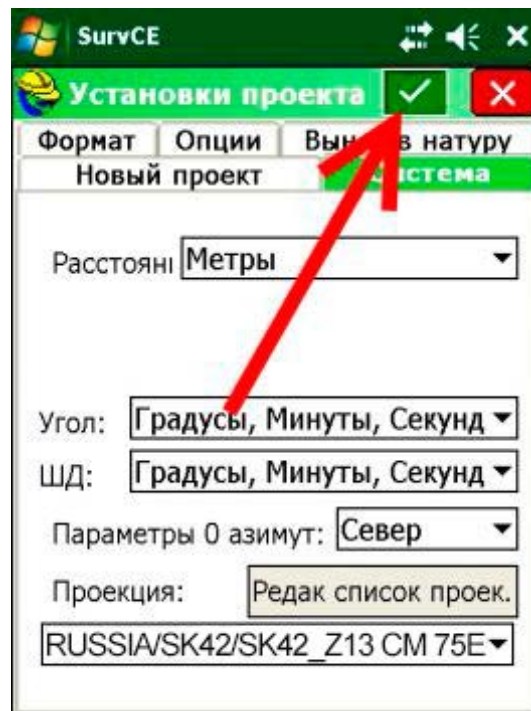 SurvCE
Установки проекта
Формат Опции в натуру
Новый проект
Расстояні Метры
Угол: Градусы, Минуты, Секунд
ШД: Градусы, Минуты, Секунд
Параметры 0 азимут: Север
Проекция: Редак список проек.
RUSSIA/SK42/SK42_Z13 CM 75E